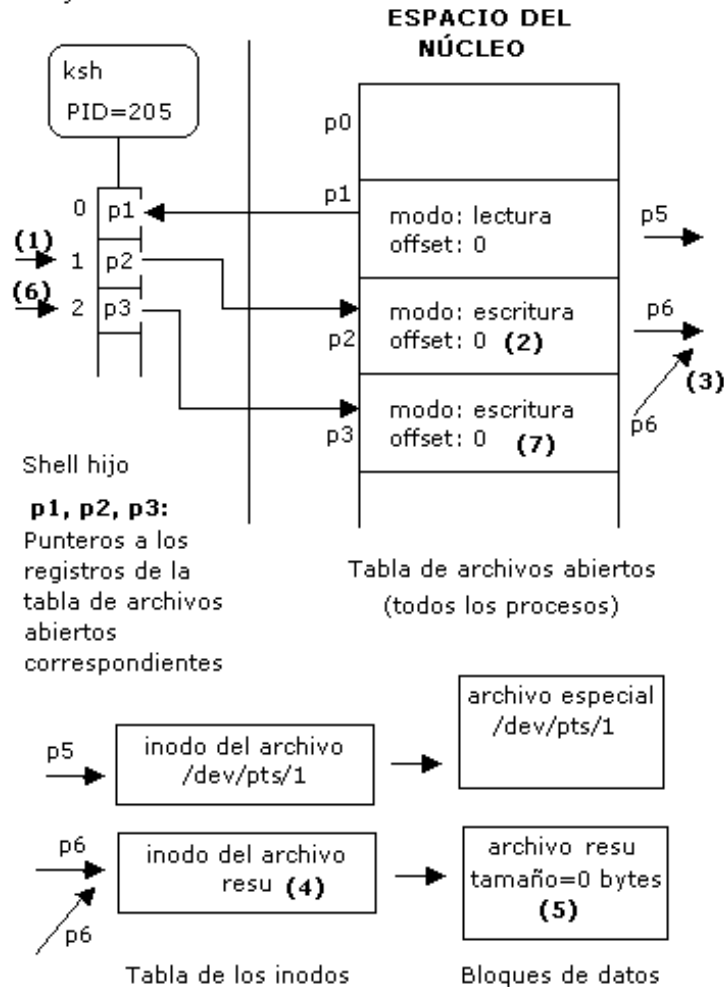 ESPACIO DEL
NÚCLEO
ksh
PID=205
p0
0 p1
p1
modo: lectura
offset: 0
p5
(1)
1 p2
modo: escritura
offset: 0 (2)
p2
p6
(3)
(6)
2 p3
modo: escritura
offset: 0 (7)
p3
p6
Shell hijo
p1, p2, p3:
Punteros a los
registros de la
tabla de archivos
abiertos
correspondientes
Tabla de archivos abiertos
(todos los procesos)
p5
inodo del archivo
/dev/pts/1
archivo especial
/dev/pts/1
p6
p6
inodo del archivo
resu (4)
archivo resu
tamaño=0 bytes
(5)
Tabla de los inodos
Bloques de datos